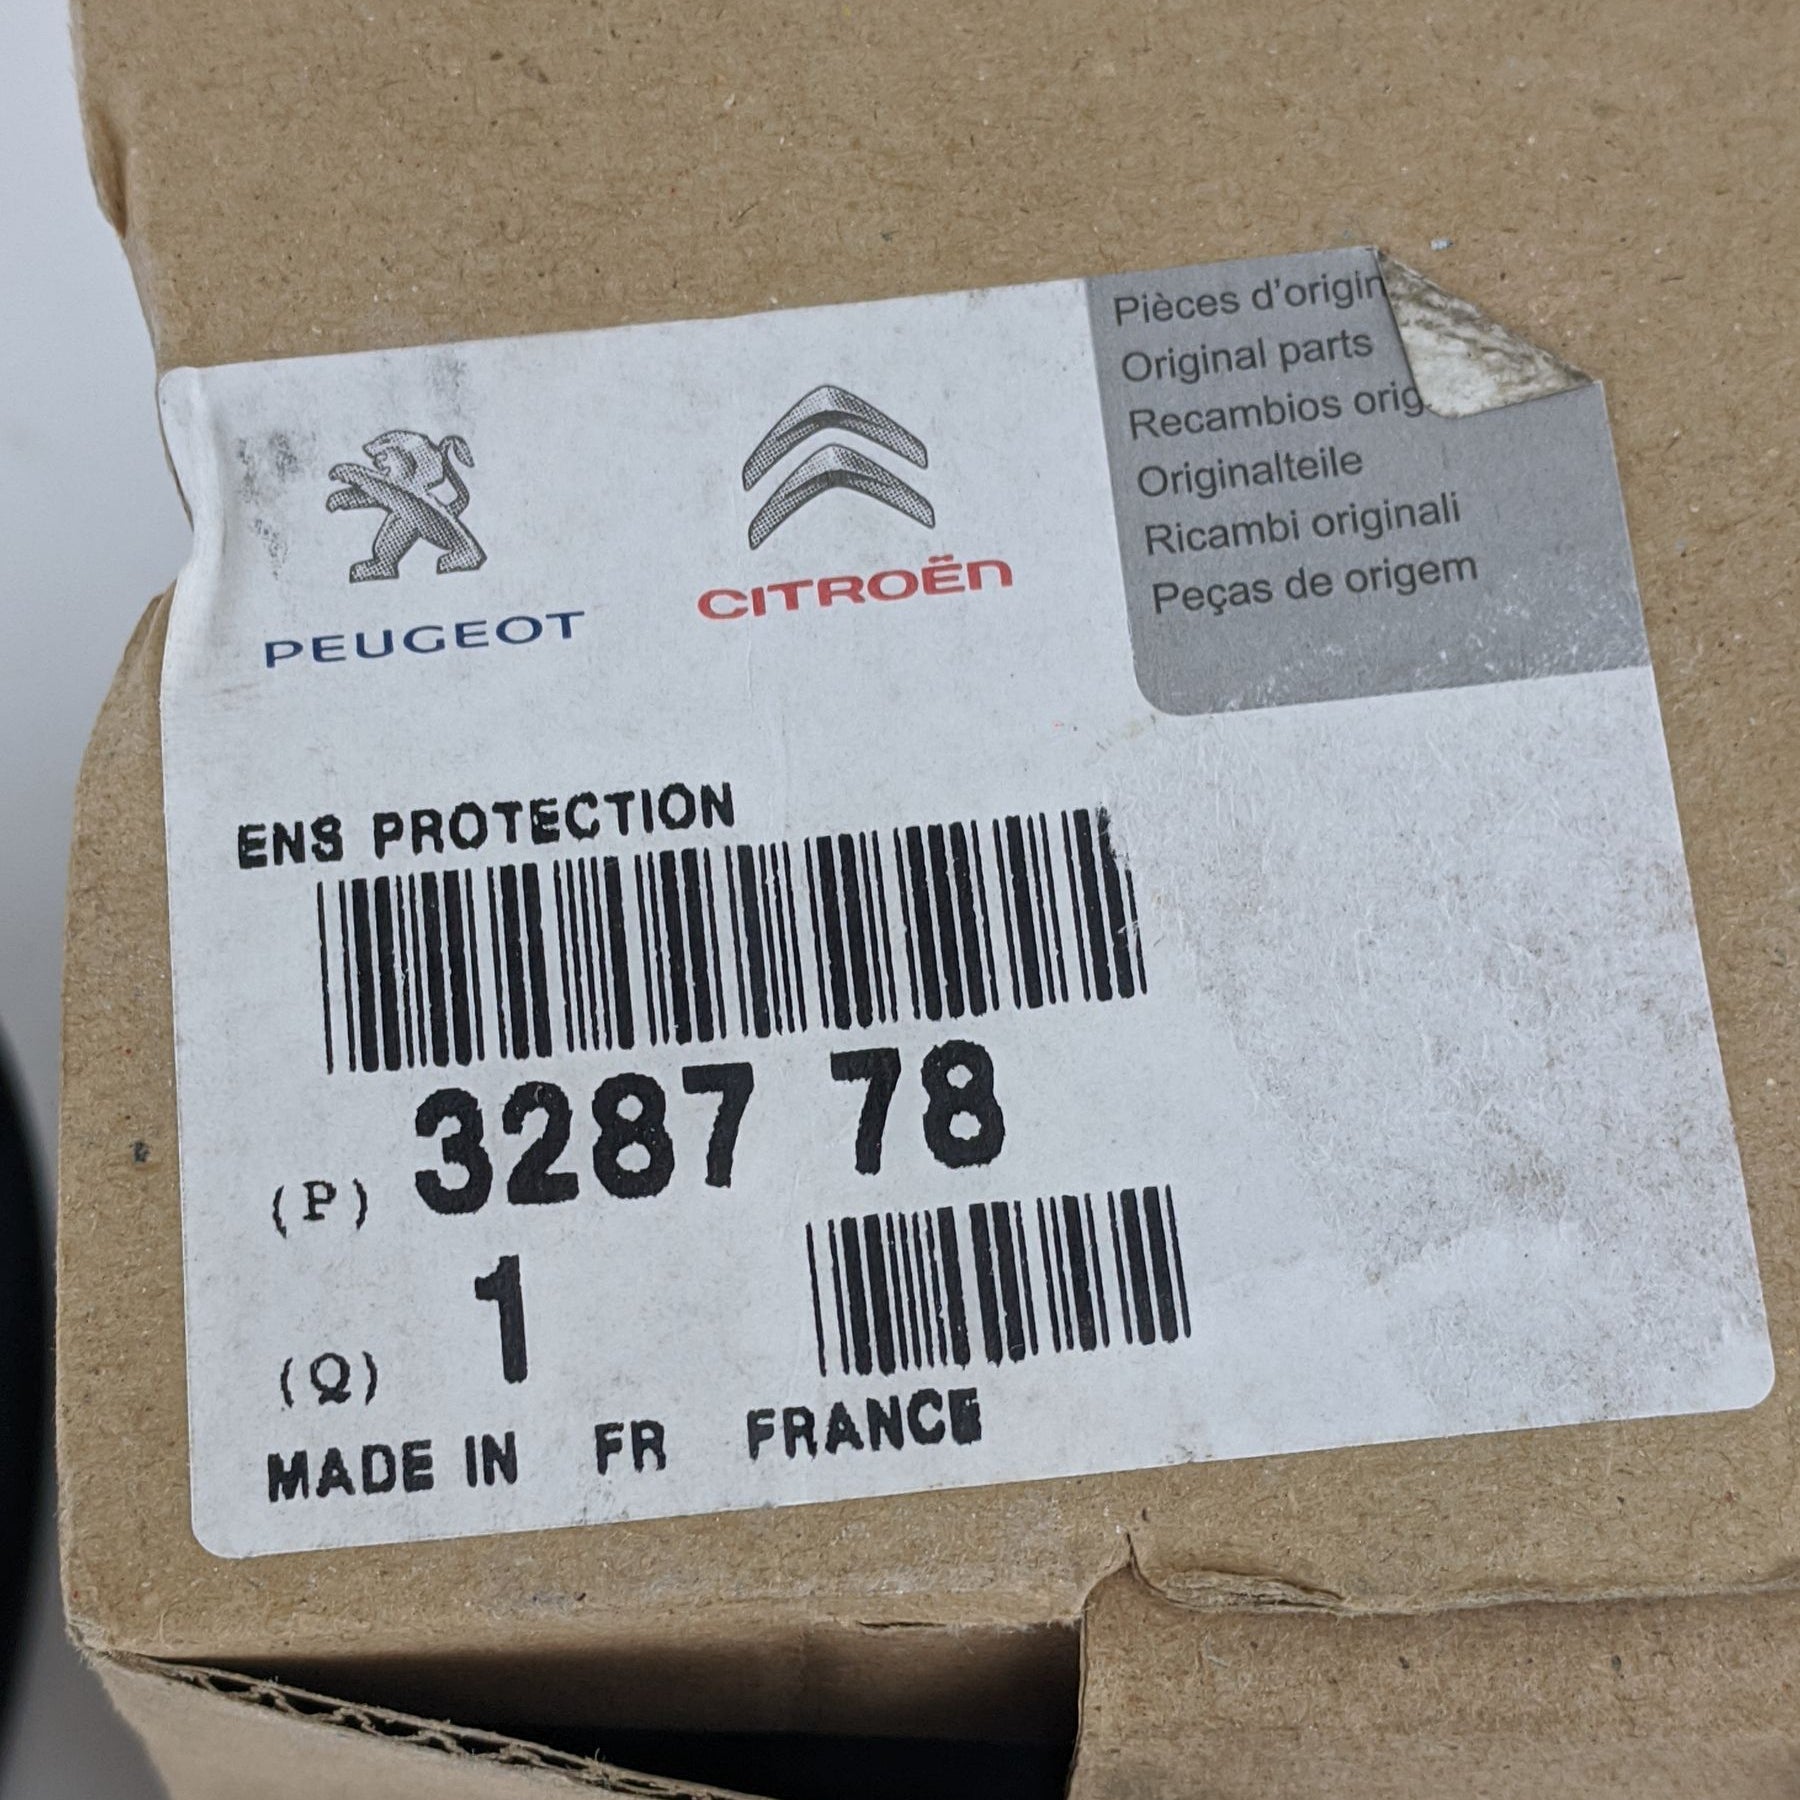 PEUGEOT
CITROËN
Pièces d'origin
Original parts
Recambios orig
Originalteile
Ricambi originali
Peças de origem
ENS PROTECTION
(P) 3287 78
(Q) 1
MADE IN FR FRANCE